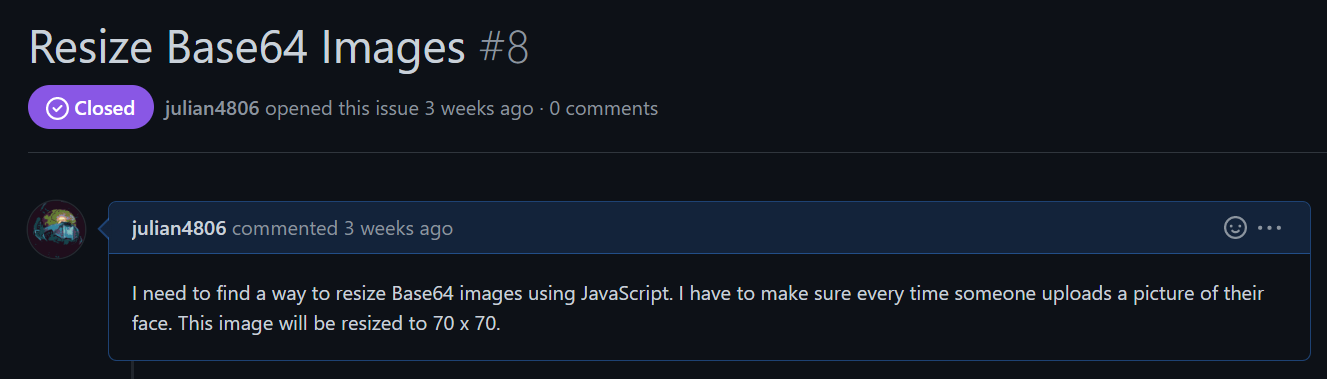 Resize Base64 Images #8
Closed julian4806 opened this issue 3 weeks ago · 0 comments
julian4806 commented 3 weeks ago
I need to find a way to resize Base64 images using JavaScript. I have to make sure every time someone uploads a picture of their
face. This image will be resized to 70 x 70.